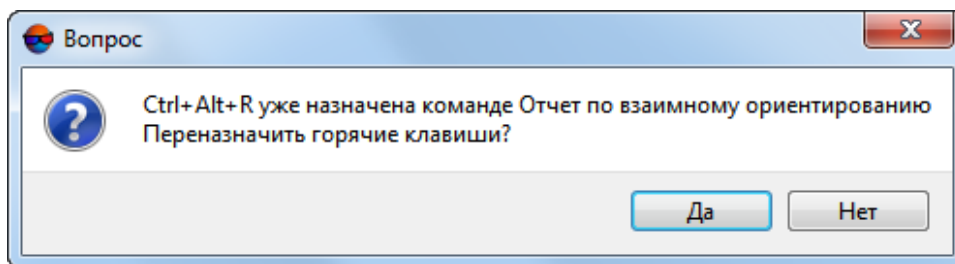 Вопрос
Ctrl+Alt+R уже назначена команде Отчет по взаимному ориентированию
Переназначить горячие клавиши?
Да
Нет